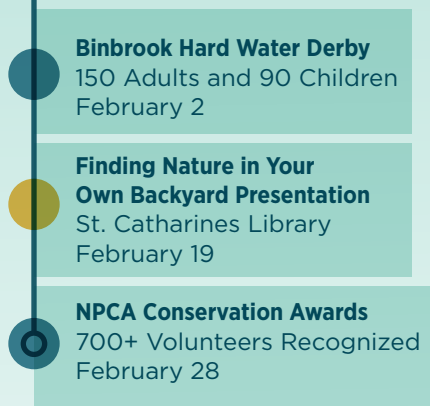 Binbrook Hard Water Derby
150 Adults and 90 Children
February 2
Finding Nature in Your
Own Backyard Presentation
St. Catharines Library
February 19
NPCA Conservation Awards
700+ Volunteers Recognized
February 28